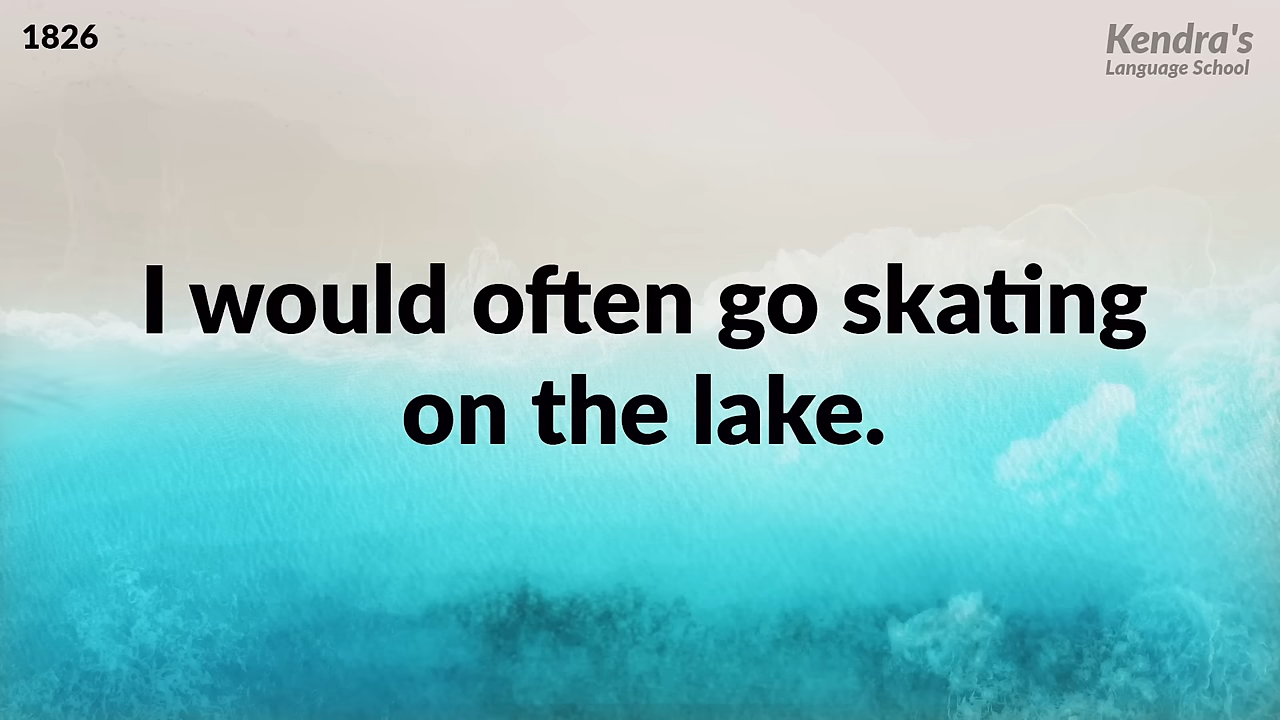 1826
Kendra's
Language School
I would often go skating
on the lake.